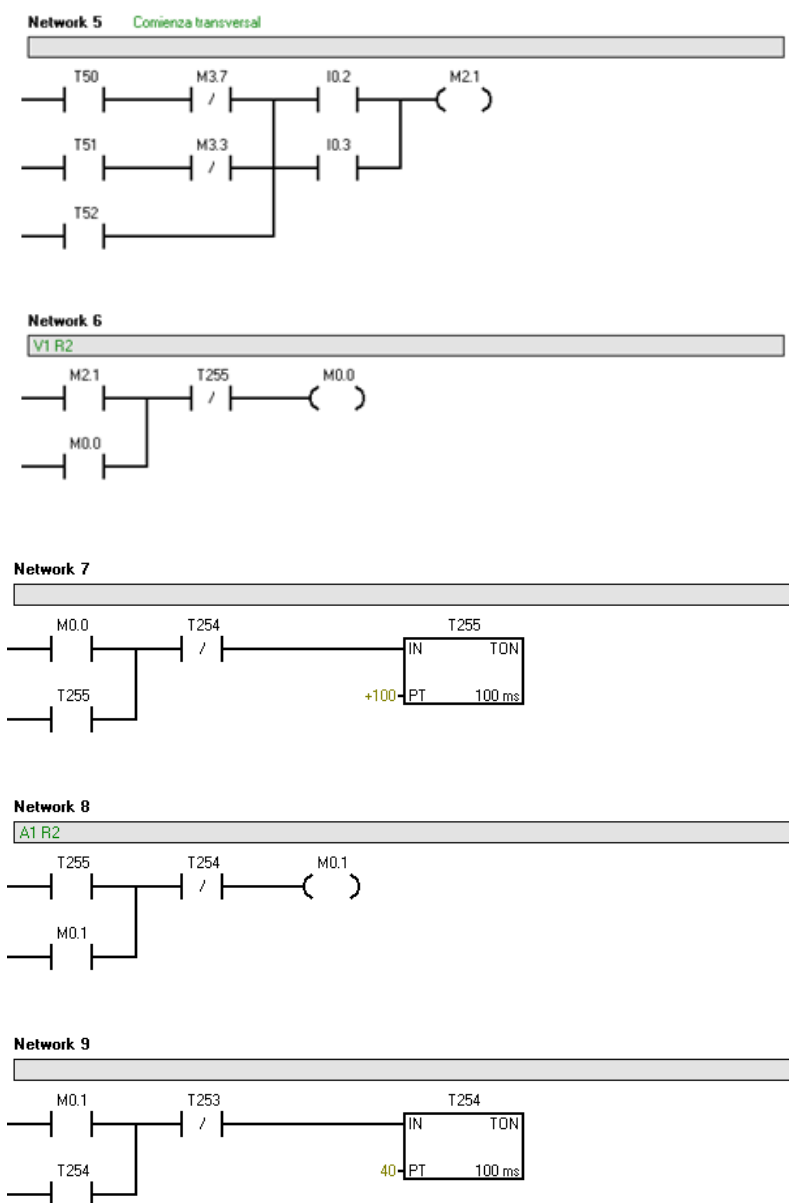 Network 5 Comienza transversal
T50 M3.7 I0.2 M2.1
/
T51 M3.3 I0.3
/
T52
Network 6
V1 R2
M2.1 T255 M0.0
/
M0.0
Network 7
M0.0 T254 T255
/ IN TON
T255 +100 PT 100 ms
Network 8
A1 R2
T255 T254 M0.1
/
M0.1
Network 9
M0.1 T253 T254
/ IN TON
T254 40 PT 100 ms